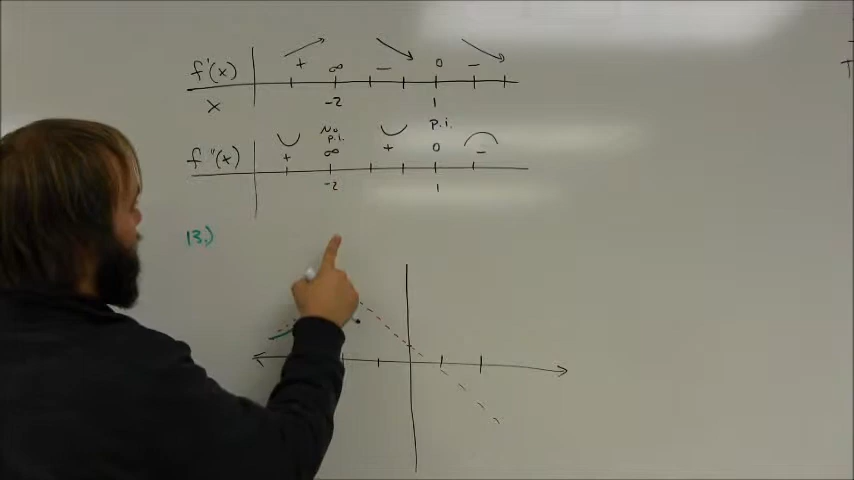 f'(x) + ∞ − 0 −
x -2 1
No p.i. p.i.
f''(x) + ∞ + 0 −
-2 1
13.)